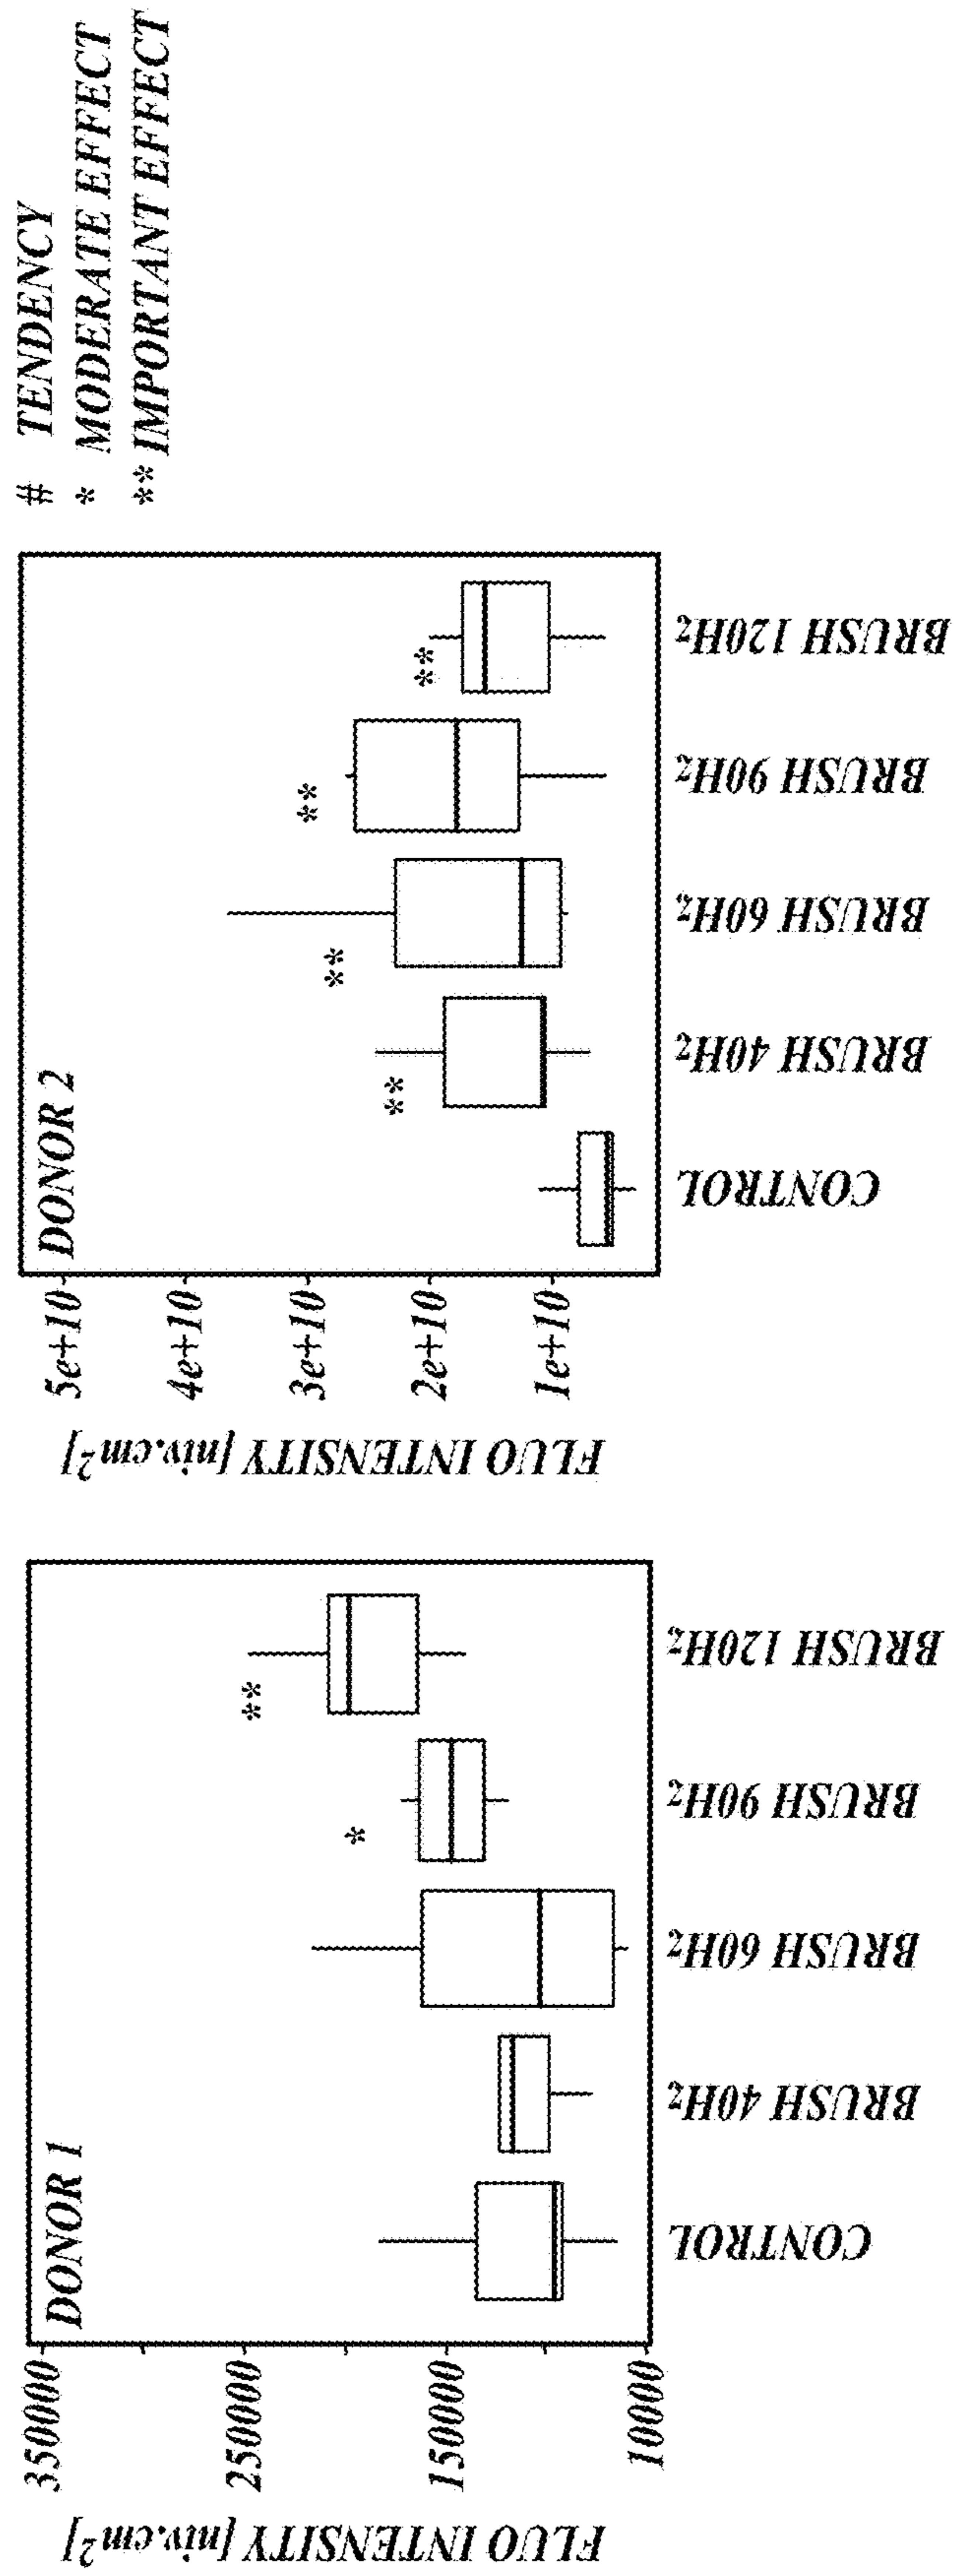 DONOR 1
FLUO INTENSITY [niv.cm²]
350000
250000
150000
10000
**
*
CONTROL
BRUSH 40Hz
BRUSH 60Hz
BRUSH 90Hz
BRUSH 120Hz
DONOR 2
FLUO INTENSITY [niv.cm²]
5e+10
4e+10
3e+10
2e+10
1e+10
**
**
**
**
CONTROL
BRUSH 40Hz
BRUSH 60Hz
BRUSH 90Hz
BRUSH 120Hz
# TENDENCY
* MODERATE EFFECT
** IMPORTANT EFFECT